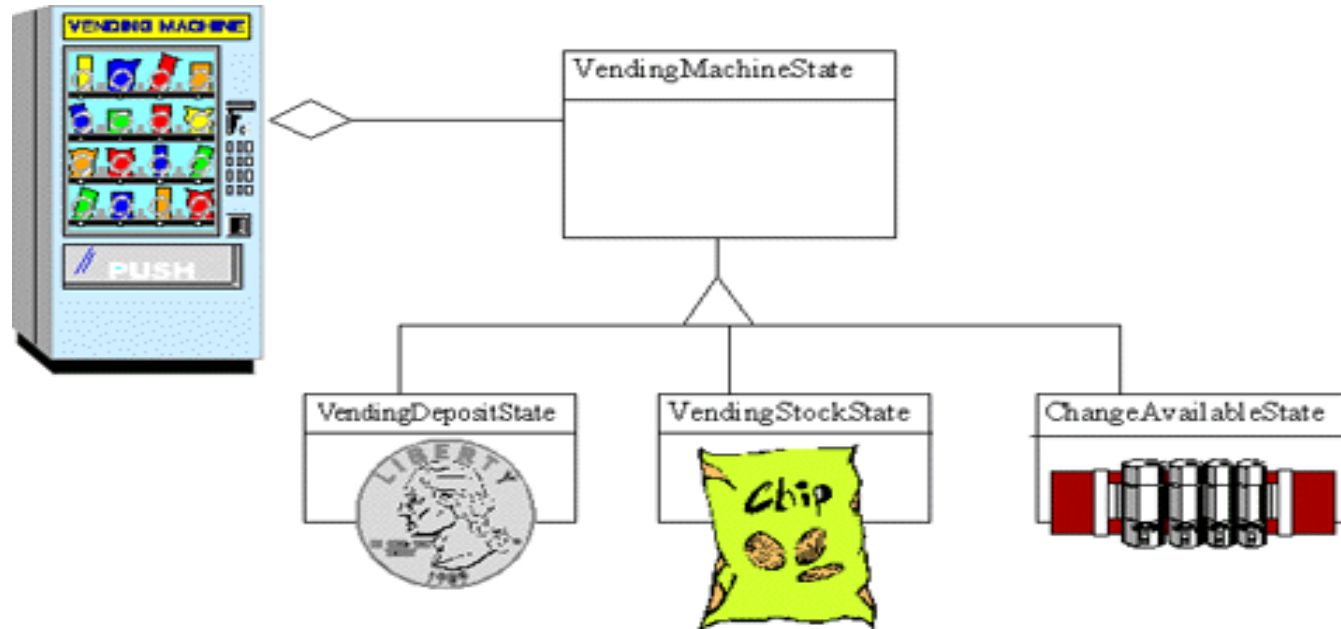 VENDING MACHINE
VendingMachineState
PUSH
VendingDepositState
VendingStockState
ChangeAvailableState
LIBERTY
Chip